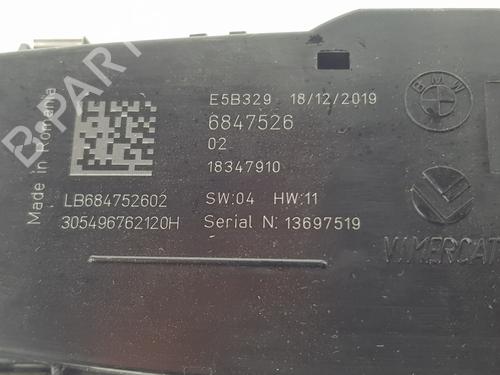 B-PARTS
Made in Romania
E5B329 18/12/2019
6847526
02
18347910
LB684752602 SW:04 HW:11
305496762120H Serial N: 13697519
BMW